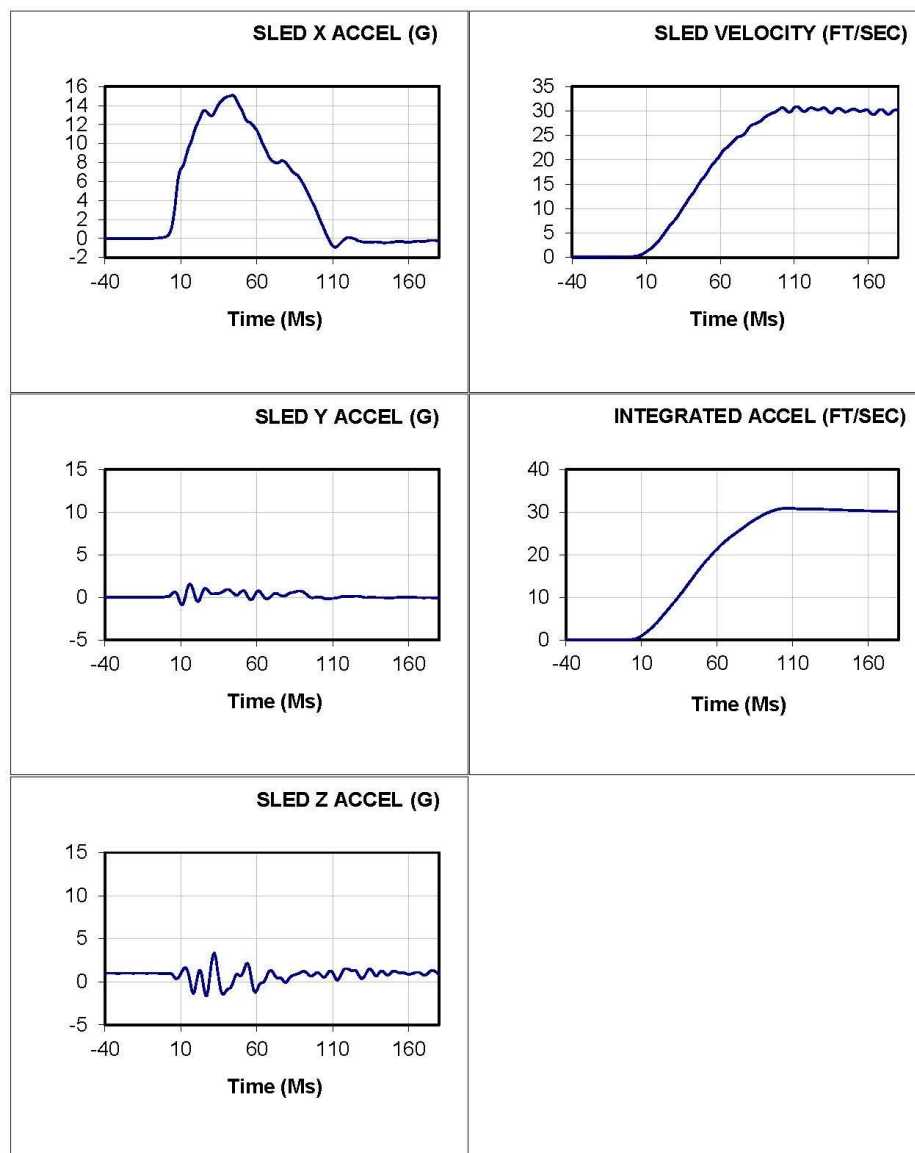 SLED X ACCEL (G)
16
14
12
10
8
6
4
2
0
-2
-40 10 60 110 160
Time (Ms)
SLED VELOCITY (FT/SEC)
35
30
25
20
15
10
5
0
-40 10 60 110 160
Time (Ms)
SLED Y ACCEL (G)
15
10
5
0
-5
-40 10 60 110 160
Time (Ms)
INTEGRATED ACCEL (FT/SEC)
40
30
20
10
0
-40 10 60 110 160
Time (Ms)
SLED Z ACCEL (G)
15
10
5
0
-5
-40 10 60 110 160
Time (Ms)